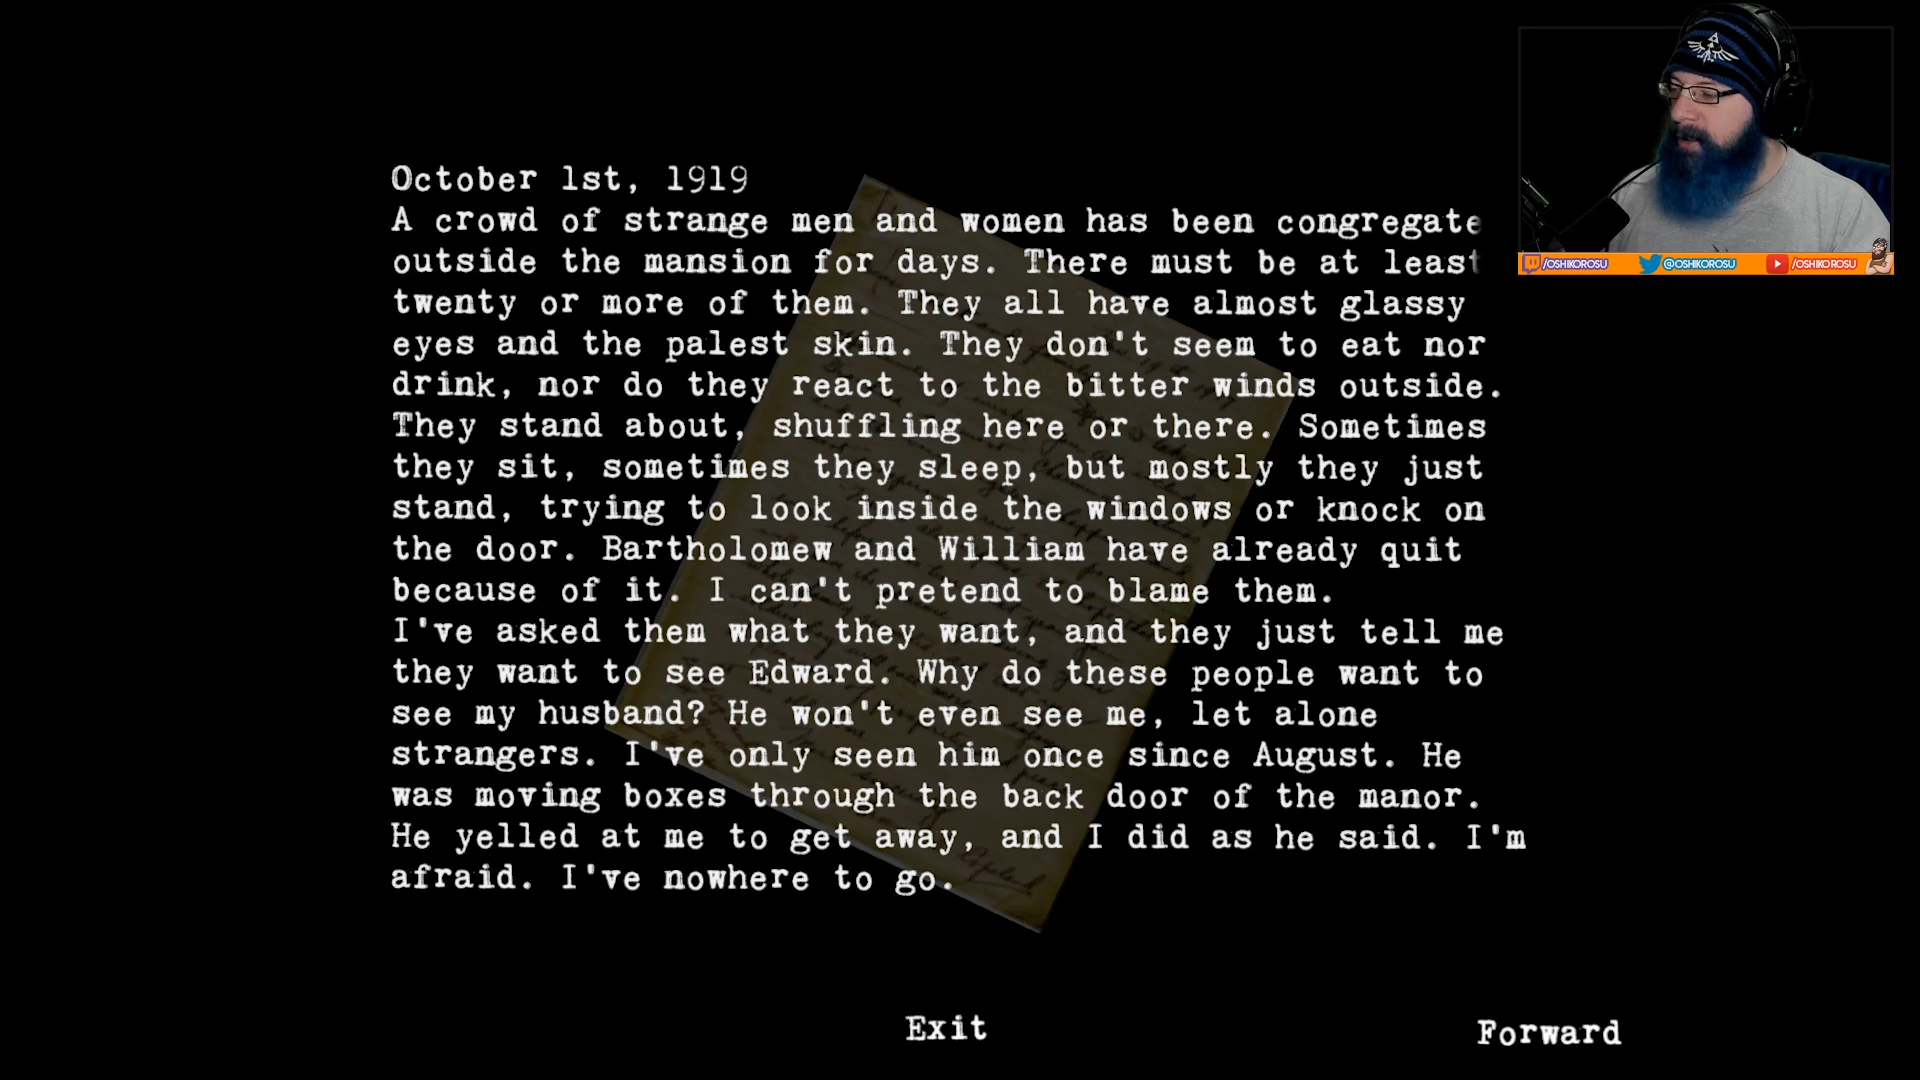 October 1st, 1919
A crowd of strange men and women has been congregate
outside the mansion for days. There must be at least
twenty or more of them. They all have almost glassy
eyes and the palest skin. They don't seem to eat nor
drink, nor do they react to the bitter winds outside.
They stand about, shuffling here or there. Sometimes
they sit, sometimes they sleep, but mostly they just
stand, trying to look inside the windows or knock on
the door. Bartholomew and William have already quit
because of it. I can't pretend to blame them.
I've asked them what they want, and they just tell me
they want to see Edward. Why do these people want to
see my husband? He won't even see me, let alone
strangers. I've only seen him once since August. He
was moving boxes through the back door of the manor.
He yelled at me to get away, and I did as he said. I'm
afraid. I've nowhere to go.
Exit
Forward
/OSHIKOROSU @OSHIKOROSU /OSHIKOROSU